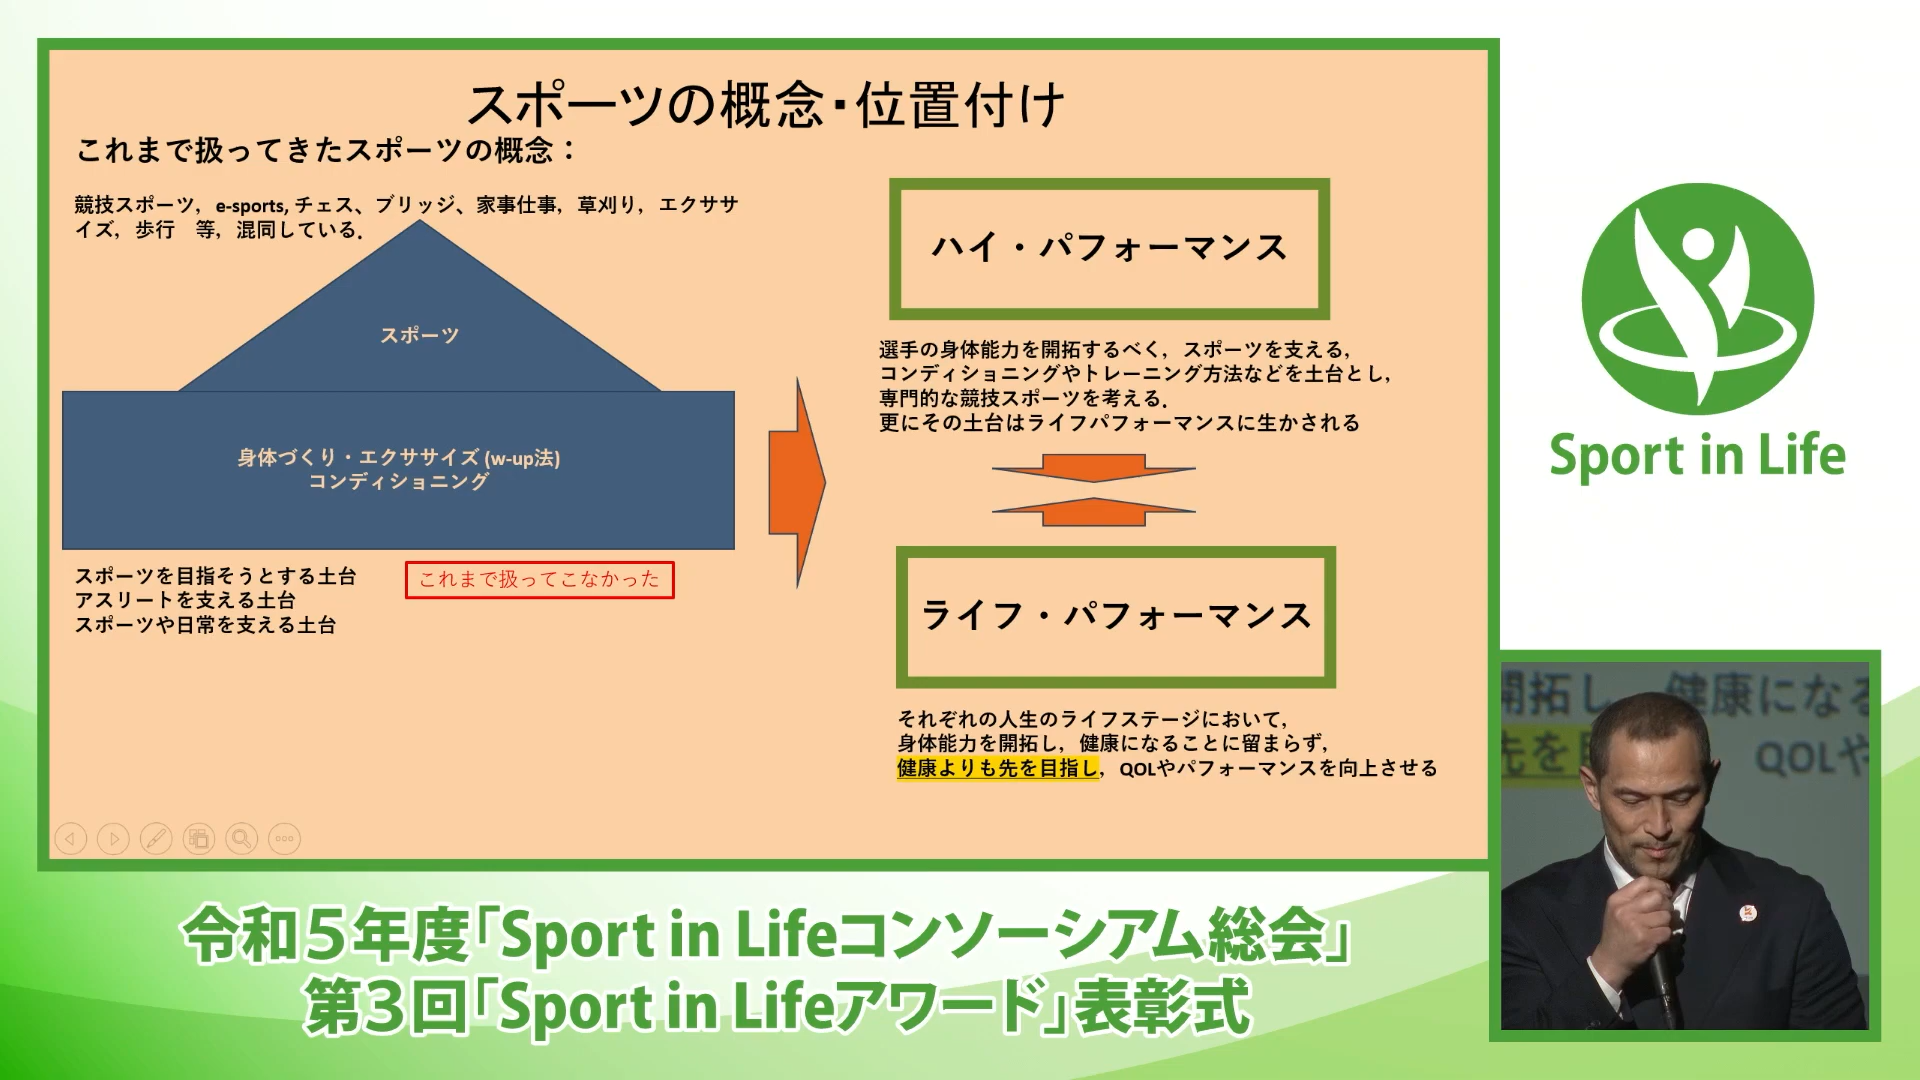 スポーツの概念・位置付け
これまで扱ってきたスポーツの概念：
競技スポーツ，e-sports, チェス、ブリッジ、家事仕事，草刈り，エクササ
イズ，歩行　等，混同している．
スポーツ
身体づくり・エクササイズ (w-up法)
コンディショニング
スポーツを目指そうとする土台
アスリートを支える土台
スポーツや日常を支える土台
これまで扱ってこなかった
ハイ・パフォーマンス
選手の身体能力を開拓するべく，スポーツを支える，
コンディショニングやトレーニング方法などを土台とし，
専門的な競技スポーツを考える．
更にその土台はライフパフォーマンスに生かされる
ライフ・パフォーマンス
それぞれの人生のライフステージにおいて，
身体能力を開拓し，健康になることに留まらず，
健康よりも先を目指し，QOLやパフォーマンスを向上させる
Sport in Life
開拓し 健康になる
先を目 QOLや
令和５年度「Sport in Lifeコンソーシアム総会」
第３回「Sport in Lifeアワード」表彰式